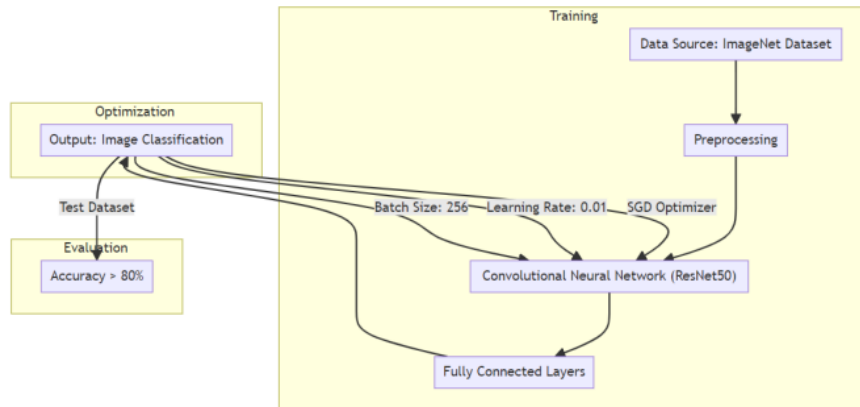 Training
Data Source: ImageNet Dataset
Optimization
Output: Image Classification
Preprocessing
Test Dataset
Batch Size: 256
Learning Rate: 0.01
SGD Optimizer
Evaluation
Accuracy > 80%
Convolutional Neural Network (ResNet50)
Fully Connected Layers